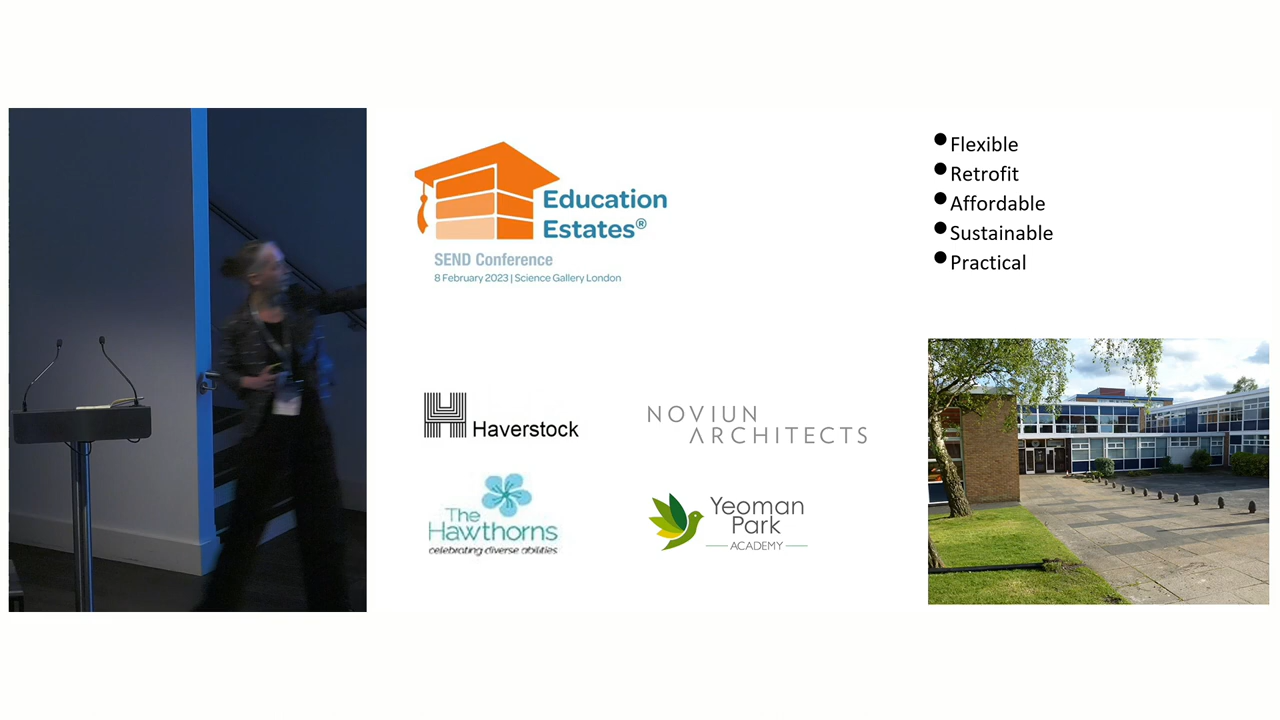 Education
Estates®
SEND Conference
8 February 2023 | Science Gallery London
Haverstock
NOVIUN
ARCHITECTS
The
Hawthorns
celebrating diverse abilities
Yeoman
Park
ACADEMY
•Flexible
•Retrofit
•Affordable
•Sustainable
•Practical